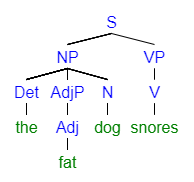 S
NP VP
Det AdjP N V
the Adj dog snores
fat